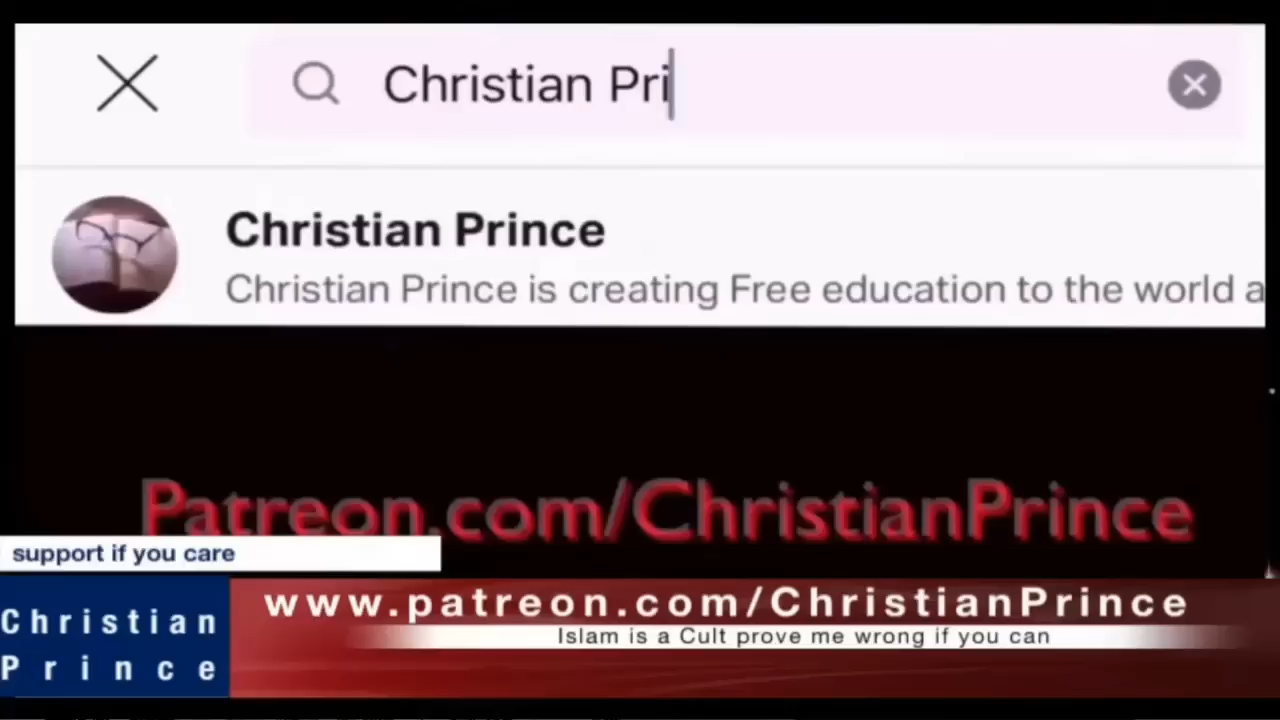 Christian Pri
Christian Prince
Christian Prince is creating Free education to the world a
Patreon.com/ChristianPrince
support if you care
Christian
Prince
www.patreon.com/ChristianPrince
Islam is a Cult prove me wrong if you can